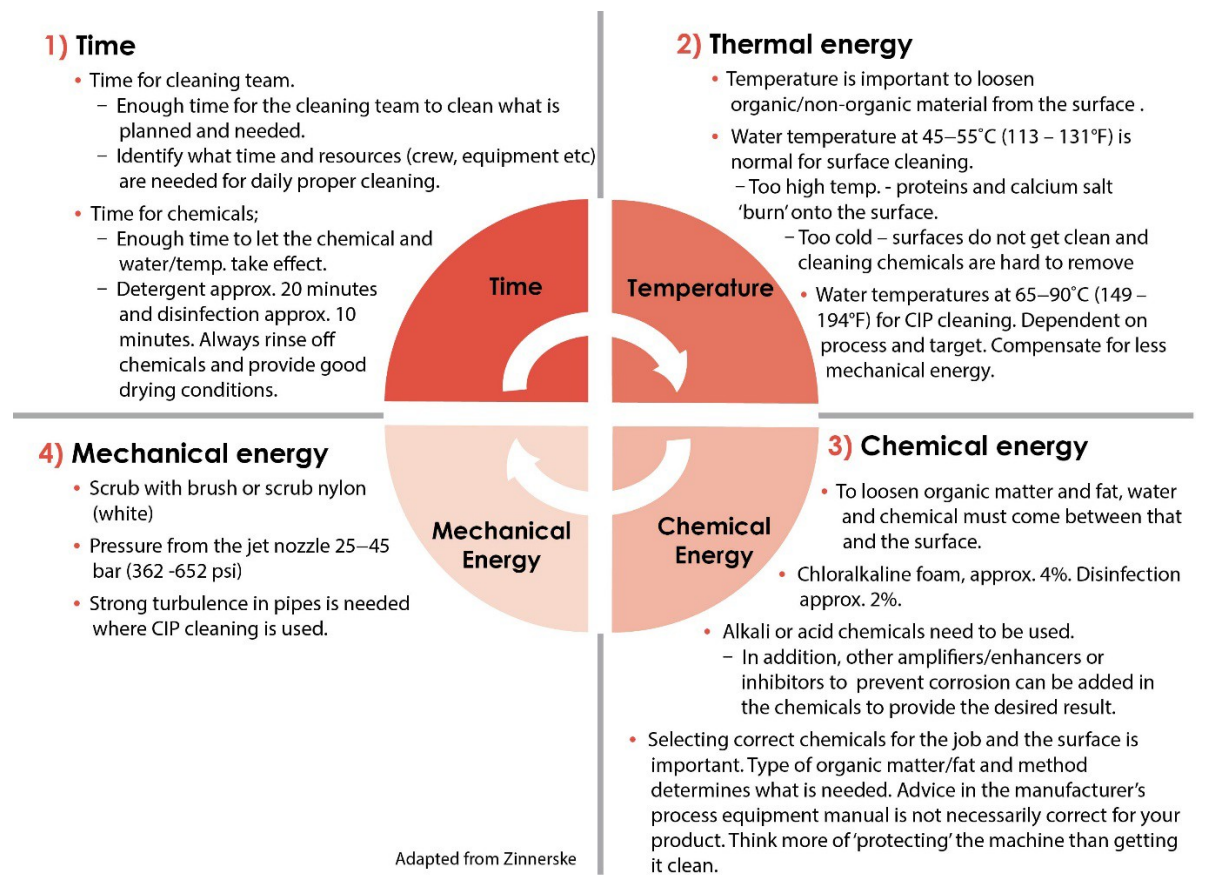 1) Time
• Time for cleaning team.
– Enough time for the cleaning team to clean what is
planned and needed.
– Identify what time and resources (crew, equipment etc)
are needed for daily proper cleaning.
• Time for chemicals;
– Enough time to let the chemical and
water/temp. take effect.
– Detergent approx. 20 minutes
and disinfection approx. 10
minutes. Always rinse off
chemicals and provide good
drying conditions.
2) Thermal energy
• Temperature is important to loosen
organic/non-organic material from the surface .
• Water temperature at 45–55˚C (113 – 131°F) is
normal for surface cleaning.
– Too high temp. - proteins and calcium salt
‘burn’ onto the surface.
– Too cold – surfaces do not get clean and
cleaning chemicals are hard to remove
• Water temperatures at 65–90˚C (149 –
194°F) for CIP cleaning. Dependent on
process and target. Compensate for less
mechanical energy.
Time
Temperature
Mechanical
Energy
Chemical
Energy
3) Chemical energy
• To loosen organic matter and fat, water
and chemical must come between that
and the surface.
• Chloralkaline foam, approx. 4%. Disinfection
approx. 2%.
• Alkali or acid chemicals need to be used.
– In addition, other amplifiers/enhancers or
inhibitors to prevent corrosion can be added in
the chemicals to provide the desired result.
• Selecting correct chemicals for the job and the surface is
important. Type of organic matter/fat and method
determines what is needed. Advice in the manufacturer’s
process equipment manual is not necessarily correct for your
product. Think more of ‘protecting’ the machine than getting
it clean.
4) Mechanical energy
• Scrub with brush or scrub nylon
(white)
• Pressure from the jet nozzle 25–45
bar (362 -652 psi)
• Strong turbulence in pipes is needed
where CIP cleaning is used.
Adapted from Zinnerske